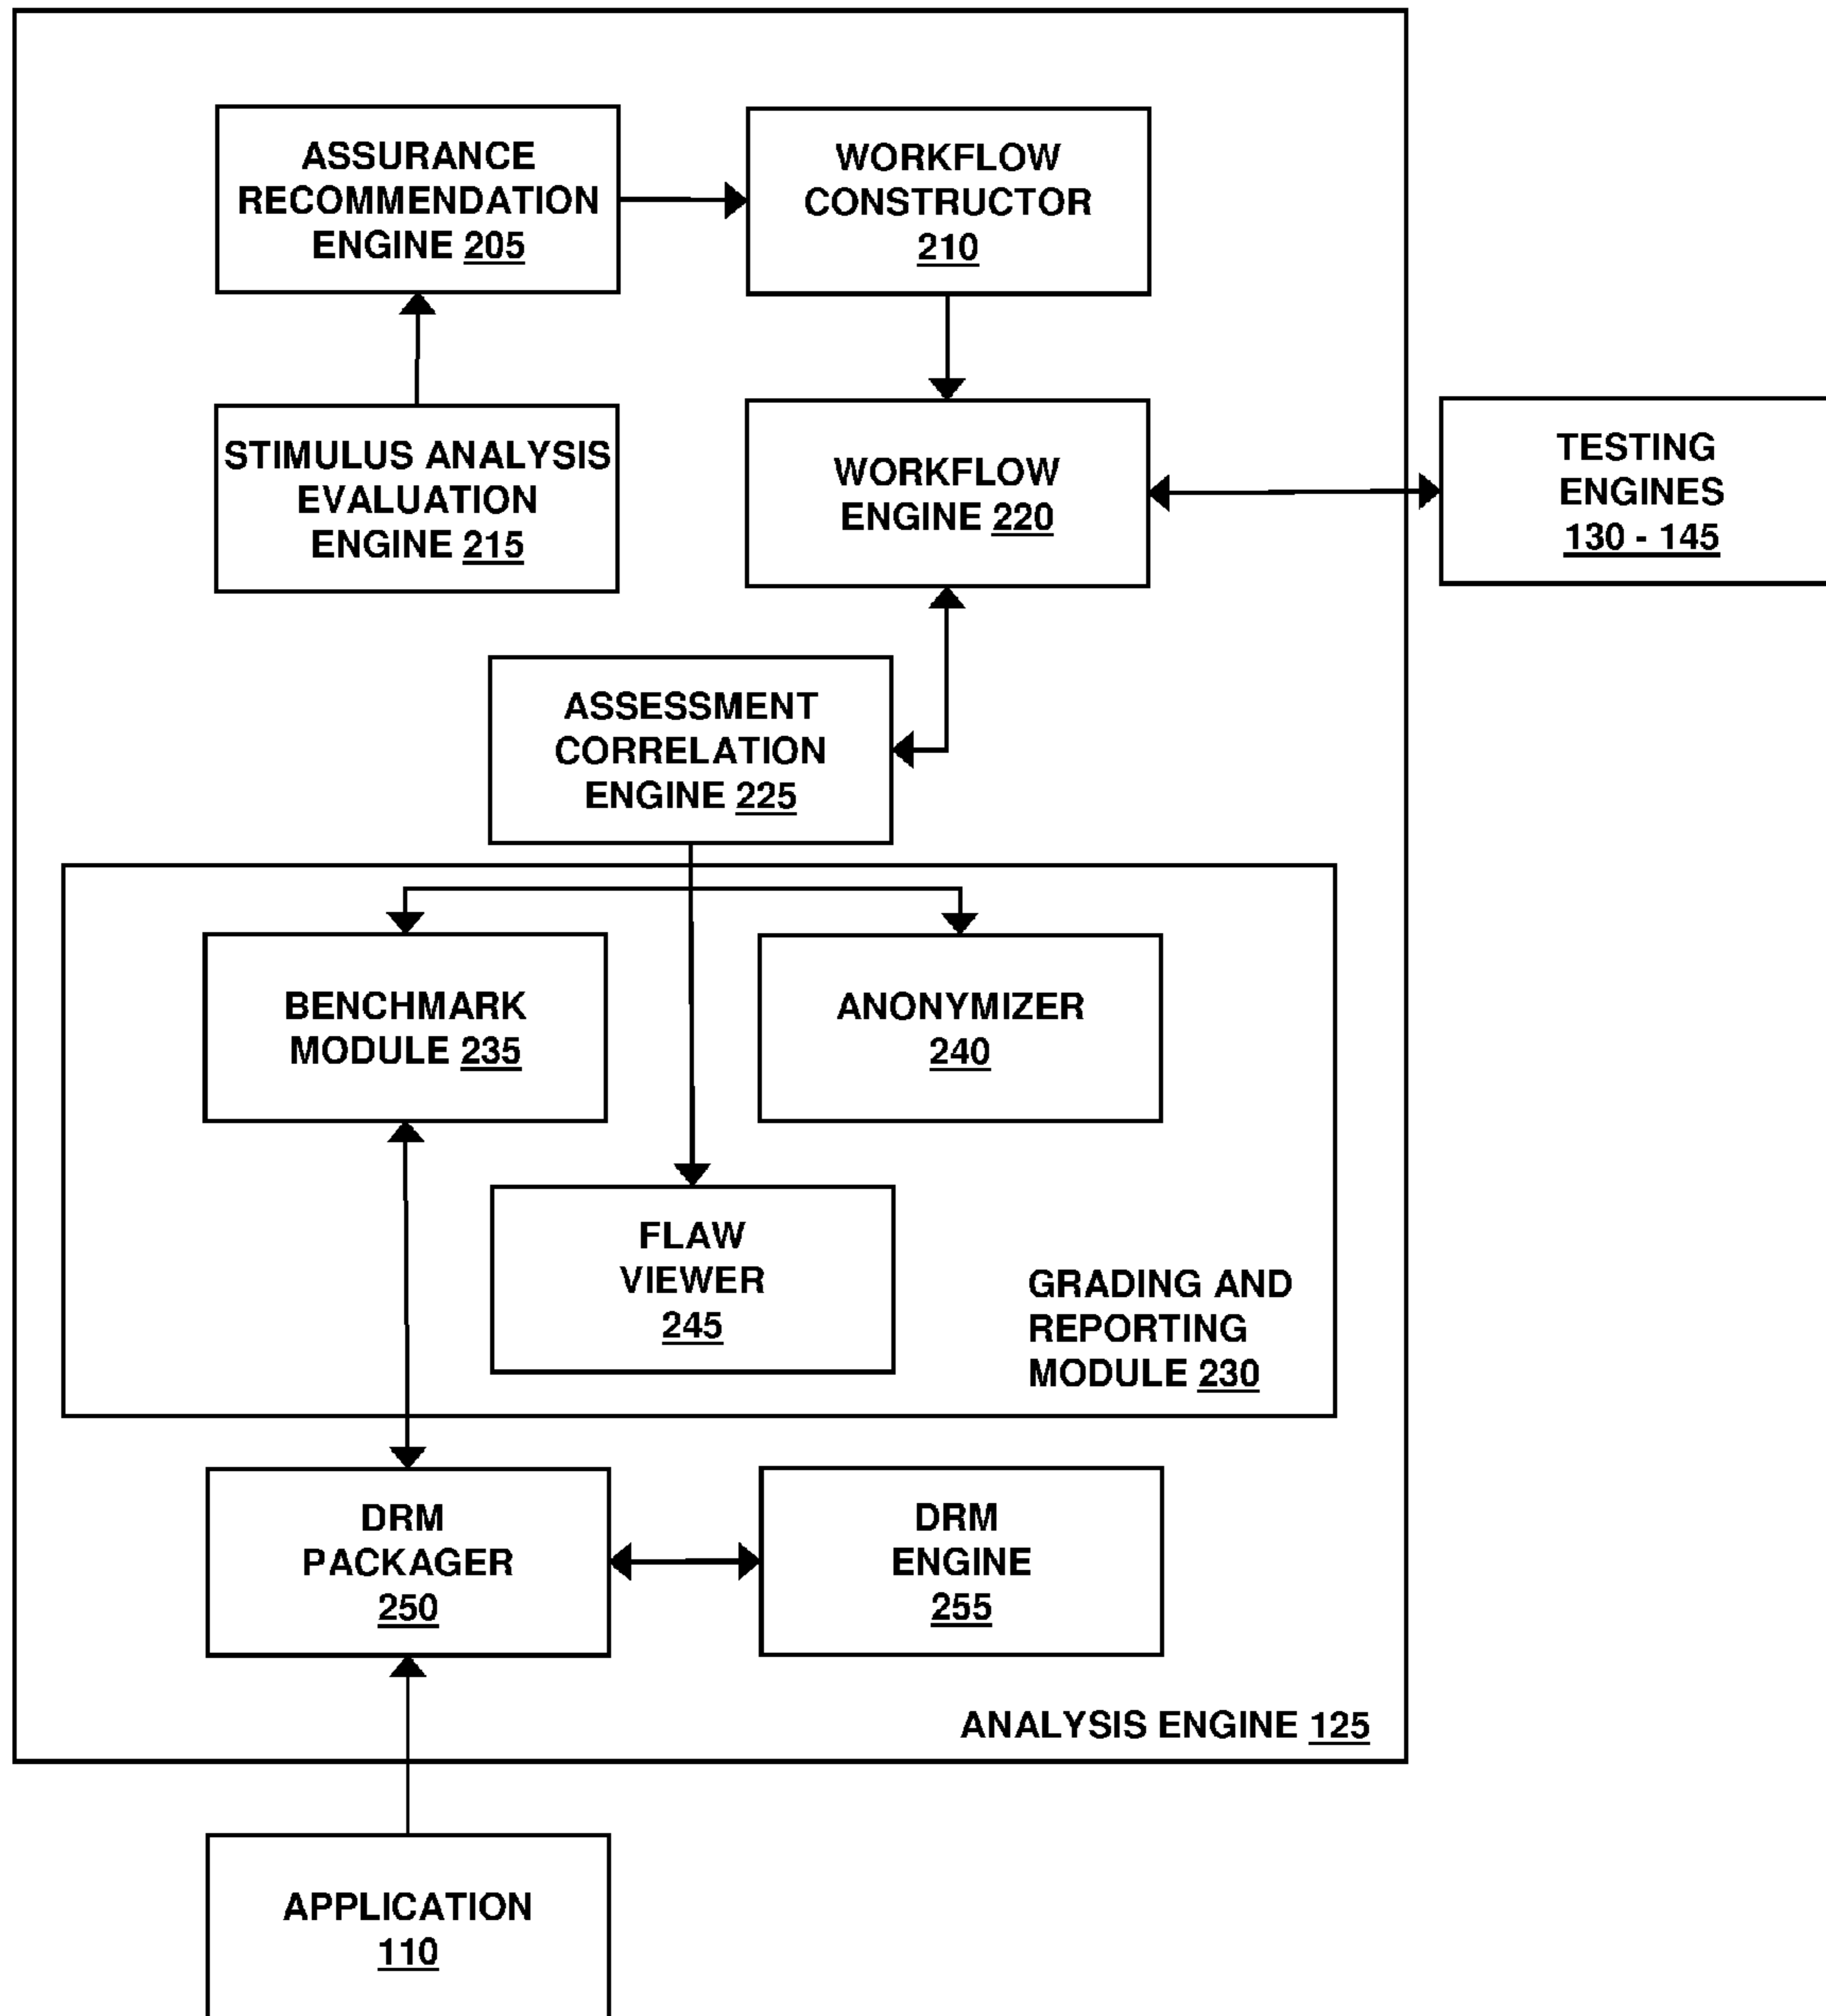 ASSURANCE
RECOMMENDATION
ENGINE 205
WORKFLOW
CONSTRUCTOR
210
STIMULUS ANALYSIS
EVALUATION
ENGINE 215
WORKFLOW
ENGINE 220
TESTING
ENGINES
130 - 145
ASSESSMENT
CORRELATION
ENGINE 225
BENCHMARK
MODULE 235
ANONYMIZER
240
FLAW
VIEWER
245
GRADING AND
REPORTING
MODULE 230
DRM
PACKAGER
250
DRM
ENGINE
255
ANALYSIS ENGINE 125
APPLICATION
110